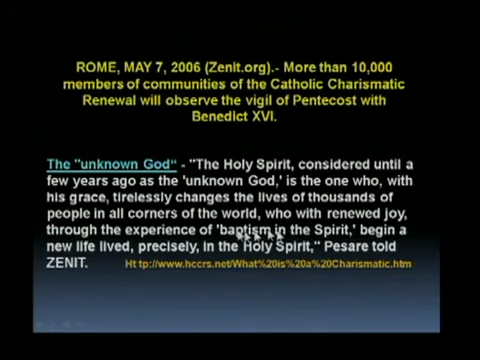 ROME, MAY 7, 2006 (Zenit.org).- More than 10,000
members of communities of the Catholic Charismatic
Renewal will observe the vigil of Pentecost with
Benedict XVI.
The "unknown God“ - "The Holy Spirit, considered until a
few years ago as the 'unknown God,' is the one who, with
his grace, tirelessly changes the lives of thousands of
people in all corners of the world, who with renewed joy,
through the experience of 'baptism in the Spirit,' begin a
new life lived, precisely, in the Holy Spirit," Pesare told
ZENIT. Ht tp://www.hccrs.net/What%20is%20a%20Charismatic.htm